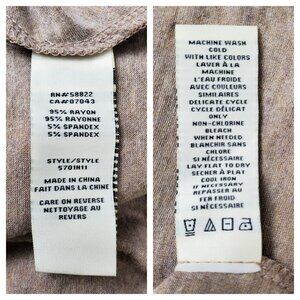 RN#58822
CA#07043
95% RAYON
95% RAYONNE
5% SPANDEX
5% SPANDEX
STYLE/STYLE
5701H11
MADE IN CHINA
FAIT DANS LA CHINE
CARE ON REVERSE
NETTOYAGE AU
REVERS
MACHINE WASH
COLD
WITH LIKE COLORS
LAVER À LA
MACHINE
L'EAU FROIDE
AVEC COULEURS
SIMILAIRES
DELICATE CYCLE
CYCLE DÉLICAT
ONLY
NON-CHLORINE
BLEACH
WHEN NEEDED
BLANCHIR SANS
CHLORE
SI NÉCESSAIRE
LAY FLAT TO DRY
SECHER À PLAT
COOL IRON
IF NECESSARY
REPASSER AU
FER FROID
SI NÉCESSAIRE